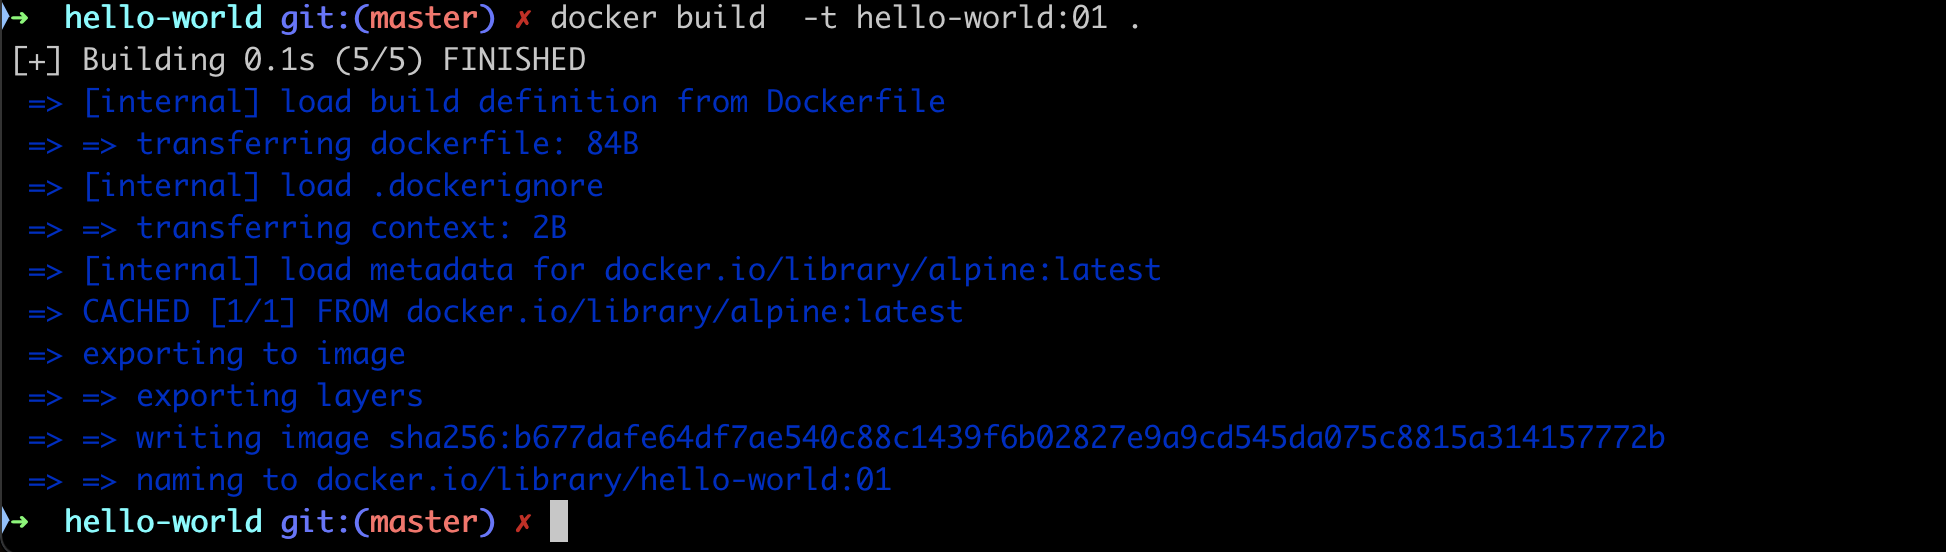 ➜  hello-world git:(master) ✗ docker build  -t hello-world:01 .
[+] Building 0.1s (5/5) FINISHED
 => [internal] load build definition from Dockerfile
 => => transferring dockerfile: 84B
 => [internal] load .dockerignore
 => => transferring context: 2B
 => [internal] load metadata for docker.io/library/alpine:latest
 => CACHED [1/1] FROM docker.io/library/alpine:latest
 => exporting to image
 => => exporting layers
 => => writing image sha256:b677dafe64df7ae540c88c1439f6b02827e9a9cd545da075c8815a314157772b
 => => naming to docker.io/library/hello-world:01
➜  hello-world git:(master) ✗